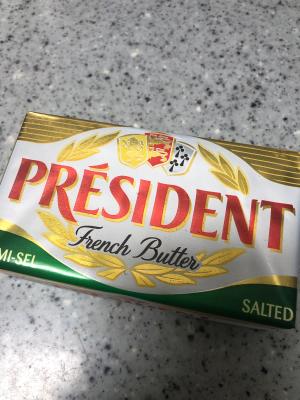 PRÉSIDENT
French Butter
MI-SEL
SALTED